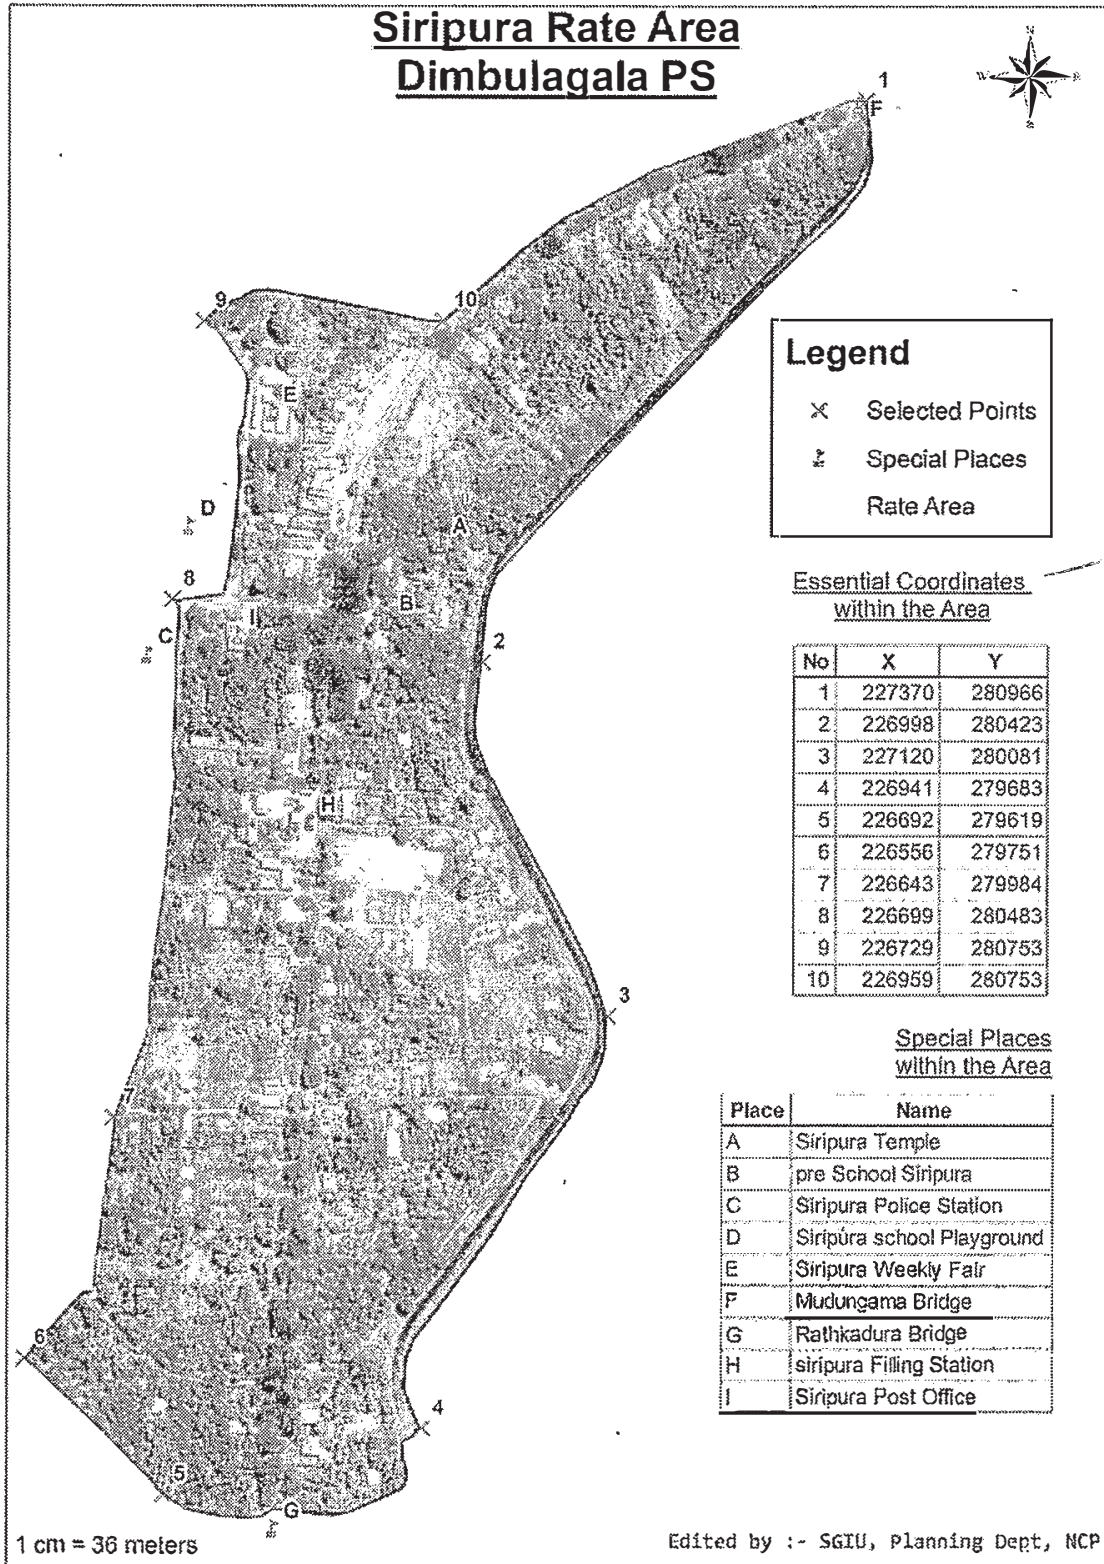 Siripura Rate Area
Dimbulagala PS
N
W
E
S
1
F
9
10
E
D
A
8
B
I
C
2
H
3
7
6
4
5
G
Legend
Selected Points
Special Places
Rate Area
Essential Coordinates
within the Area
No X Y
1 227370 280966
2 226998 280423
3 227120 280081
4 226941 279683
5 226692 279619
6 226556 279751
7 226643 279984
8 226699 280483
9 226729 280753
10 226959 280753
Special Places
within the Area
Place Name
A Siripura Temple
B pre School Siripura
C Siripura Police Station
D Siripura school Playground
E Siripura Weekly Fair
F Mudungama Bridge
G Rathkadura Bridge
H siripura Filling Station
I Siripura Post Office
1 cm = 36 meters
Edited by :- SGIU, Planning Dept, NCP